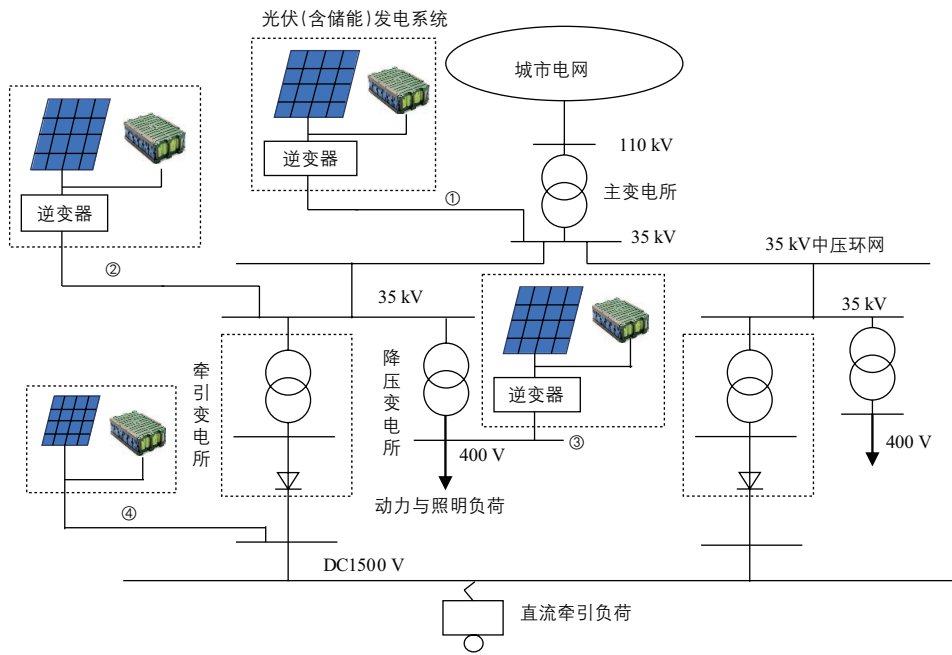 光伏(含储能)发电系统
城市电网
110 kV
逆变器
主变电所
①
逆变器
35 kV
35 kV中压环网
②
35 kV
35 kV
牵引变电所
降压变电所
逆变器
③
400 V
400 V
动力与照明负荷
④
DC1500 V
直流牵引负荷